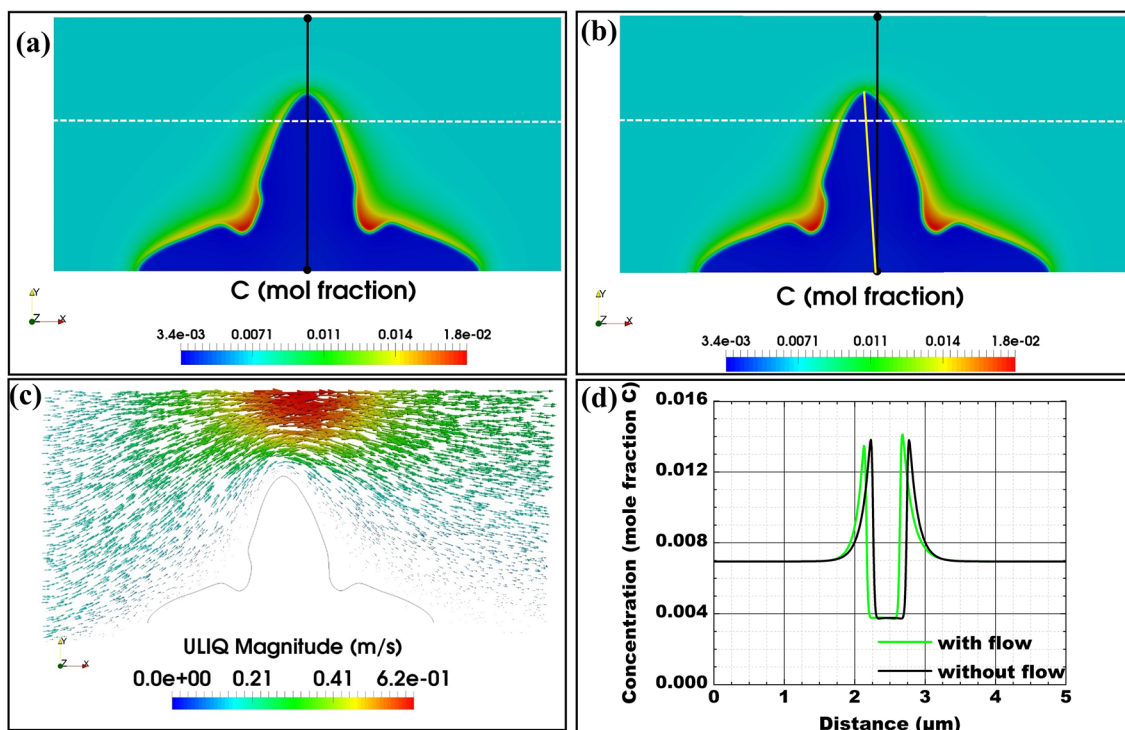 (a)
Y
Z
X
C (mol fraction)
3.4e-03 0.0071 0.011 0.014 1.8e-02
(b)
Y
Z
X
C (mol fraction)
3.4e-03 0.0071 0.011 0.014 1.8e-02
(c)
Y
Z
X
ULIQ Magnitude (m/s)
0.0e+00 0.21 0.41 6.2e-01
(d)
Concentration (mole fraction C)
0.016
0.012
0.008
0.004
0.000
with flow
without flow
0 1 2 3 4 5
Distance (µm)